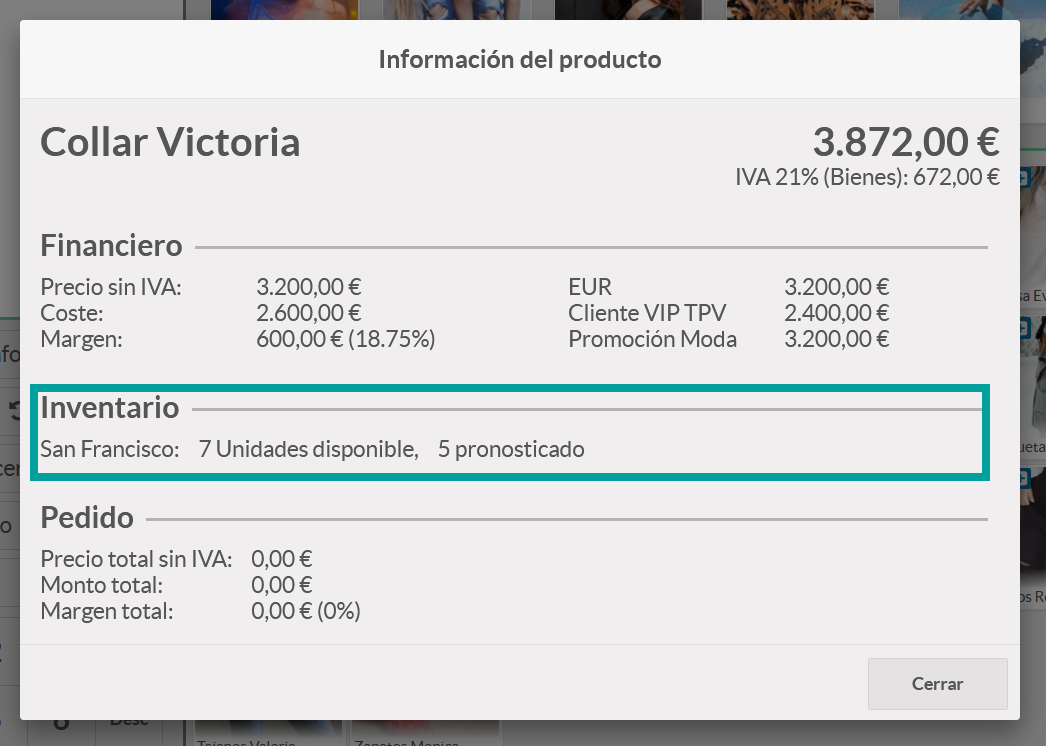 Información del producto
Collar Victoria
3.872,00 €
IVA 21% (Bienes): 672,00 €
Financiero
Precio sin IVA: 3.200,00 € EUR 3.200,00 €
Coste: 2.600,00 € Cliente VIP TPV 2.400,00 €
Margen: 600,00 € (18.75%) Promoción Moda 3.200,00 €
Inventario
San Francisco: 7 Unidades disponible, 5 pronosticado
Pedido
Precio total sin IVA: 0,00 €
Monto total: 0,00 €
Margen total: 0,00 € (0%)
Cerrar